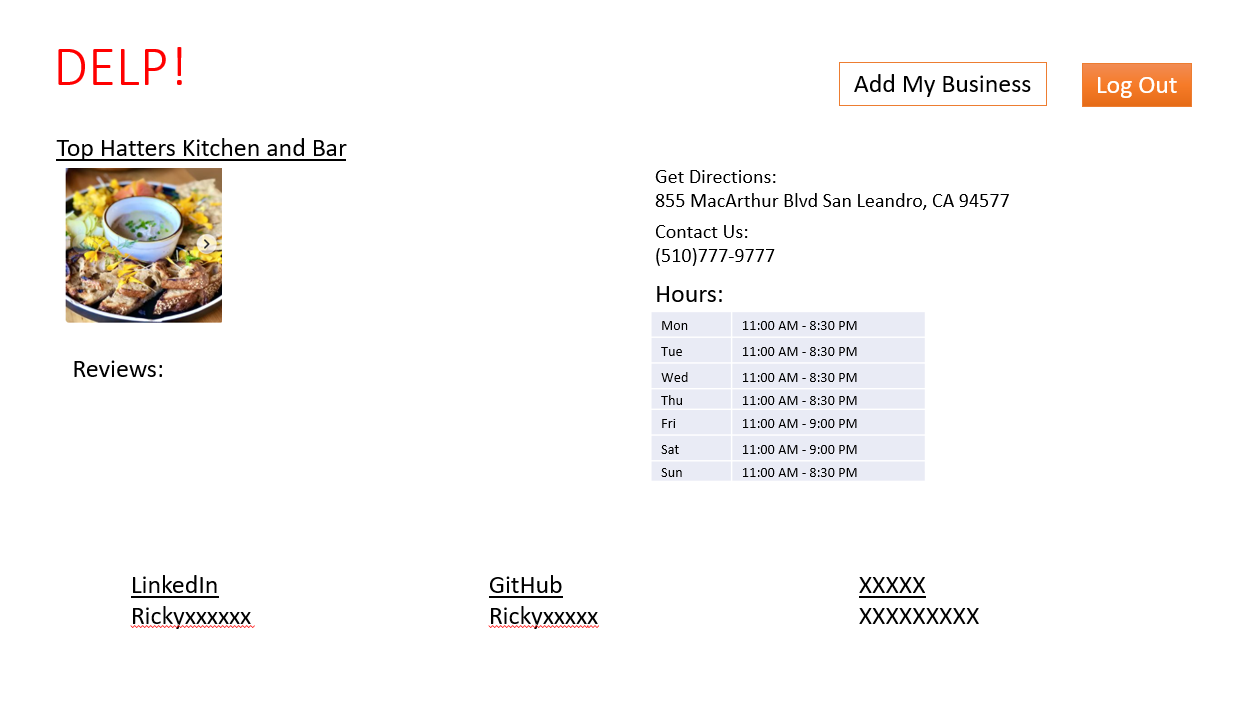 DELP!
Add My Business
Log Out
Top Hatters Kitchen and Bar
Get Directions:
855 MacArthur Blvd San Leandro, CA 94577
Contact Us:
(510)777-9777
Hours:
Mon 11:00 AM - 8:30 PM
Tue 11:00 AM - 8:30 PM
Wed 11:00 AM - 8:30 PM
Thu 11:00 AM - 8:30 PM
Fri 11:00 AM - 9:00 PM
Sat 11:00 AM - 9:00 PM
Sun 11:00 AM - 8:30 PM
Reviews:
LinkedIn
Rickyxxxxxx
GitHub
Rickyxxxxx
XXXXX
XXXXXXXXX